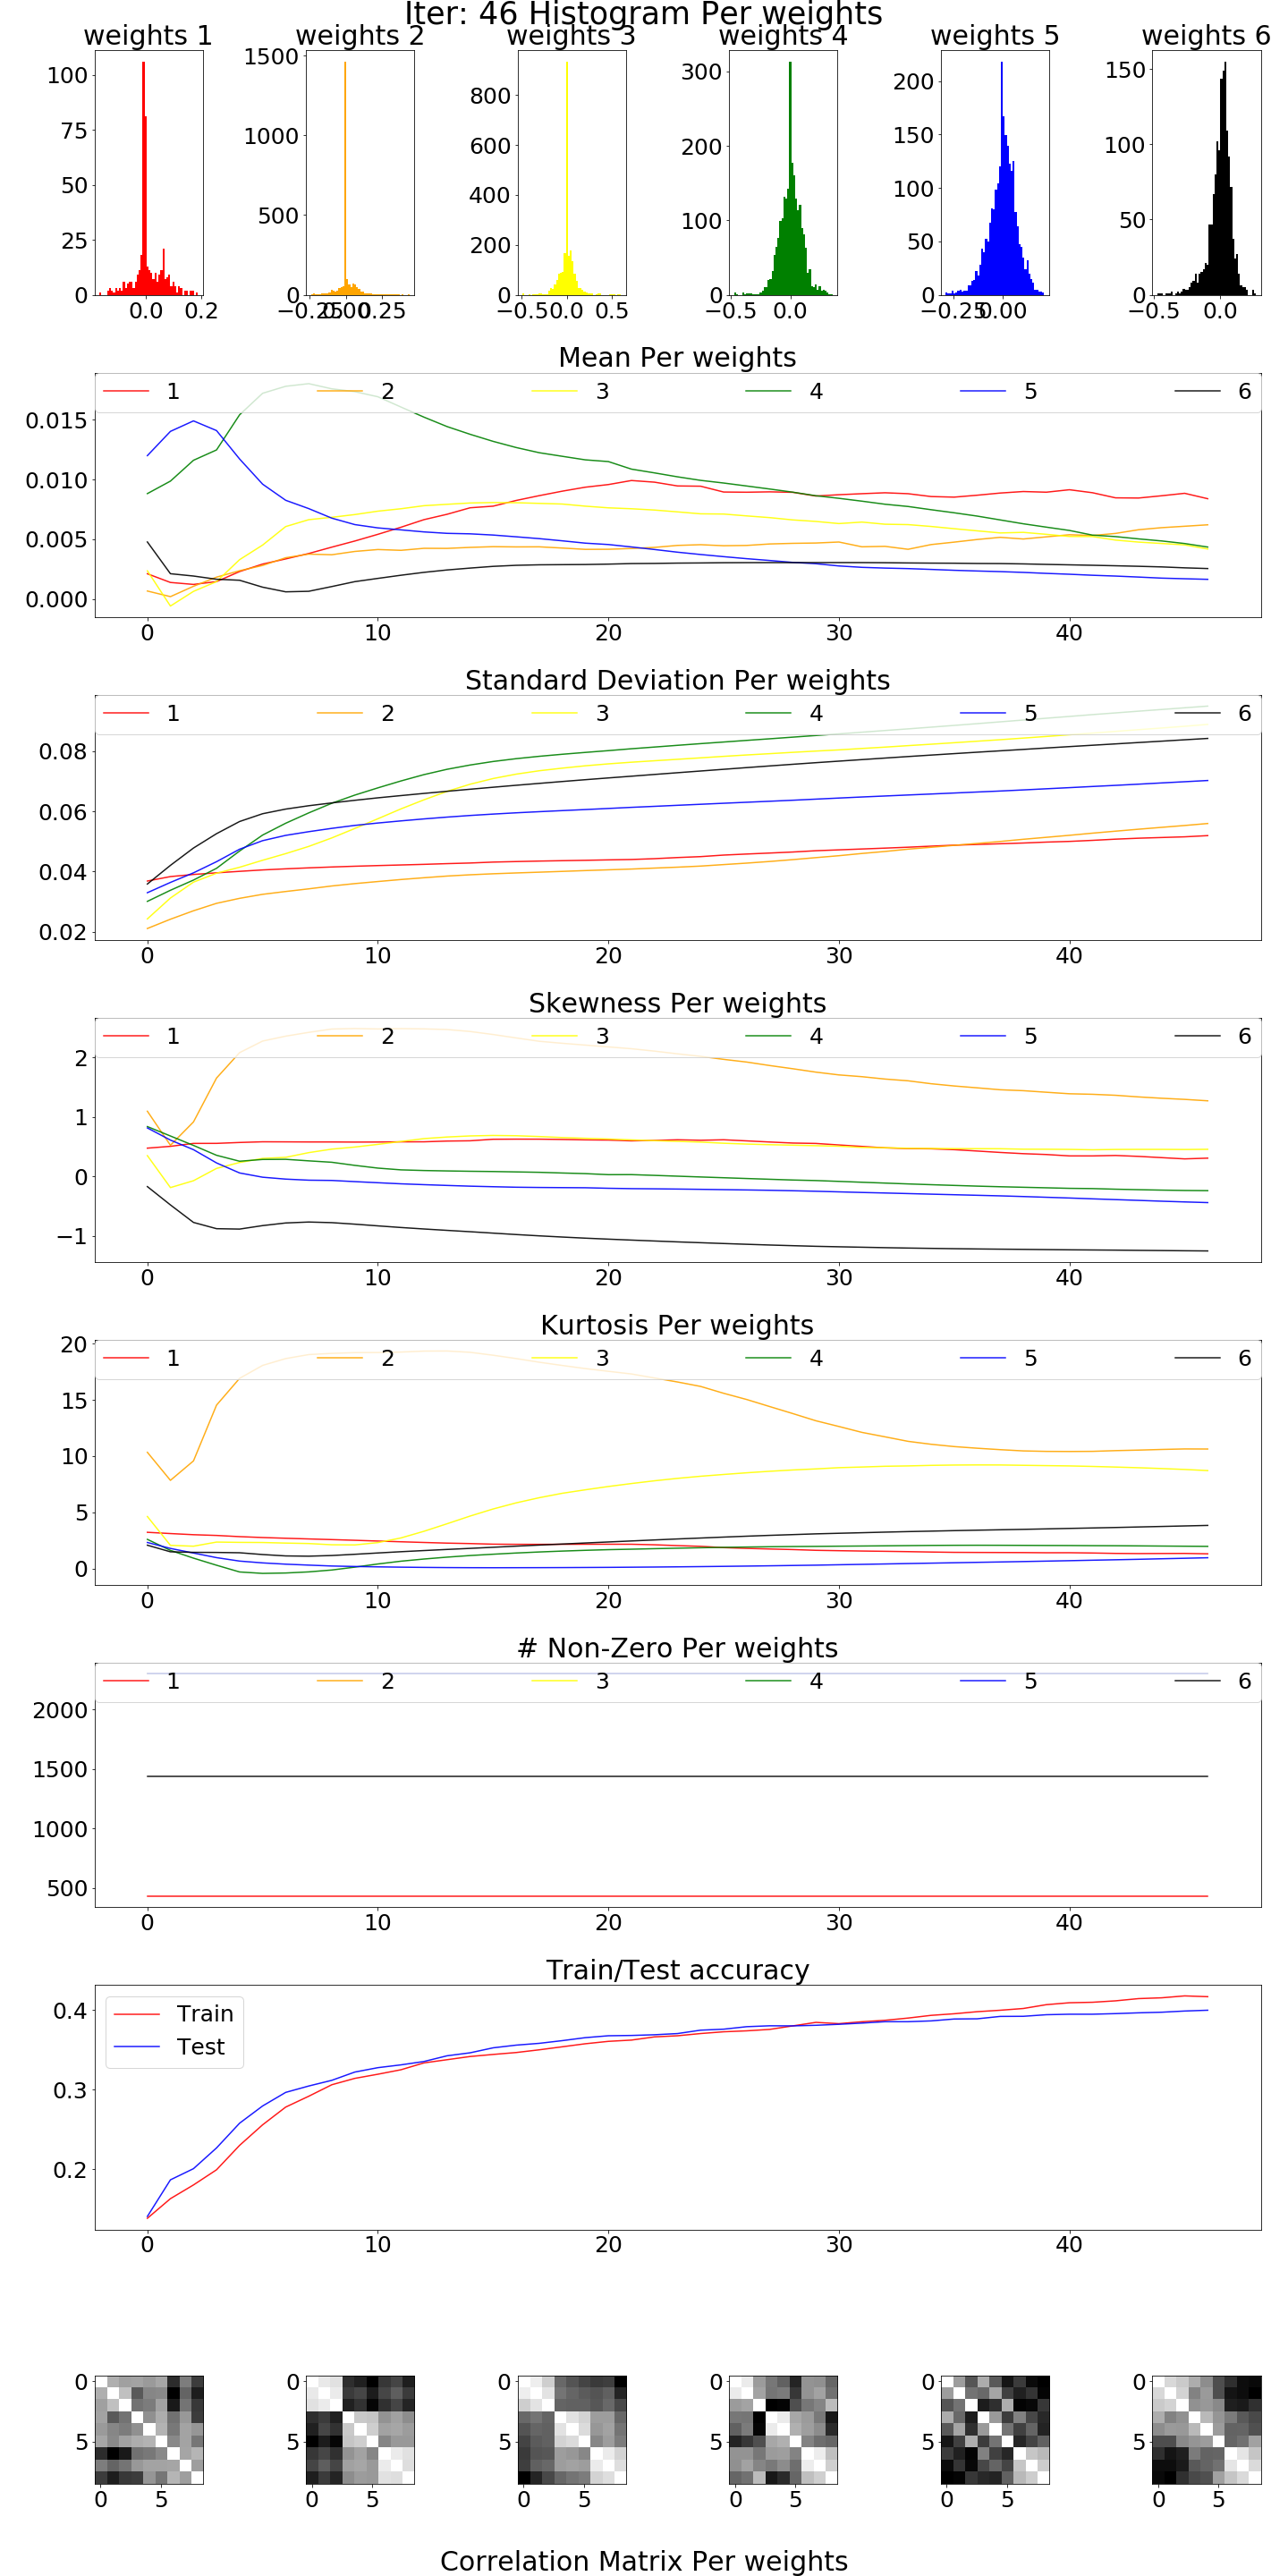 Iter: 46 Histogram Per weights
weights 1 weights 2 weights 3 weights 4 weights 5 weights 6
100
75
50
25
0
0.0 0.2
1500
1000
500
0
−0.25 0.00 0.25
800
600
400
200
0
−0.5 0.0 0.5
300
200
100
0
−0.5 0.0
200
150
100
50
0
−0.25 0.00
150
100
50
0
−0.5 0.0
Mean Per weights
1 2 3 4 5 6
0.015
0.010
0.005
0.000
0 10 20 30 40
Standard Deviation Per weights
1 2 3 4 5 6
0.08
0.06
0.04
0.02
0 10 20 30 40
Skewness Per weights
1 2 3 4 5 6
2
1
0
−1
0 10 20 30 40
Kurtosis Per weights
20
1 2 3 4 5 6
15
10
5
0
0 10 20 30 40
# Non-Zero Per weights
1 2 3 4 5 6
2000
1500
1000
500
0 10 20 30 40
Train/Test accuracy
Train
Test
0.4
0.3
0.2
0 10 20 30 40
0 0 0 0 0 0
5 5 5 5 5 5
0 5 0 5 0 5 0 5 0 5 0 5
Correlation Matrix Per weights